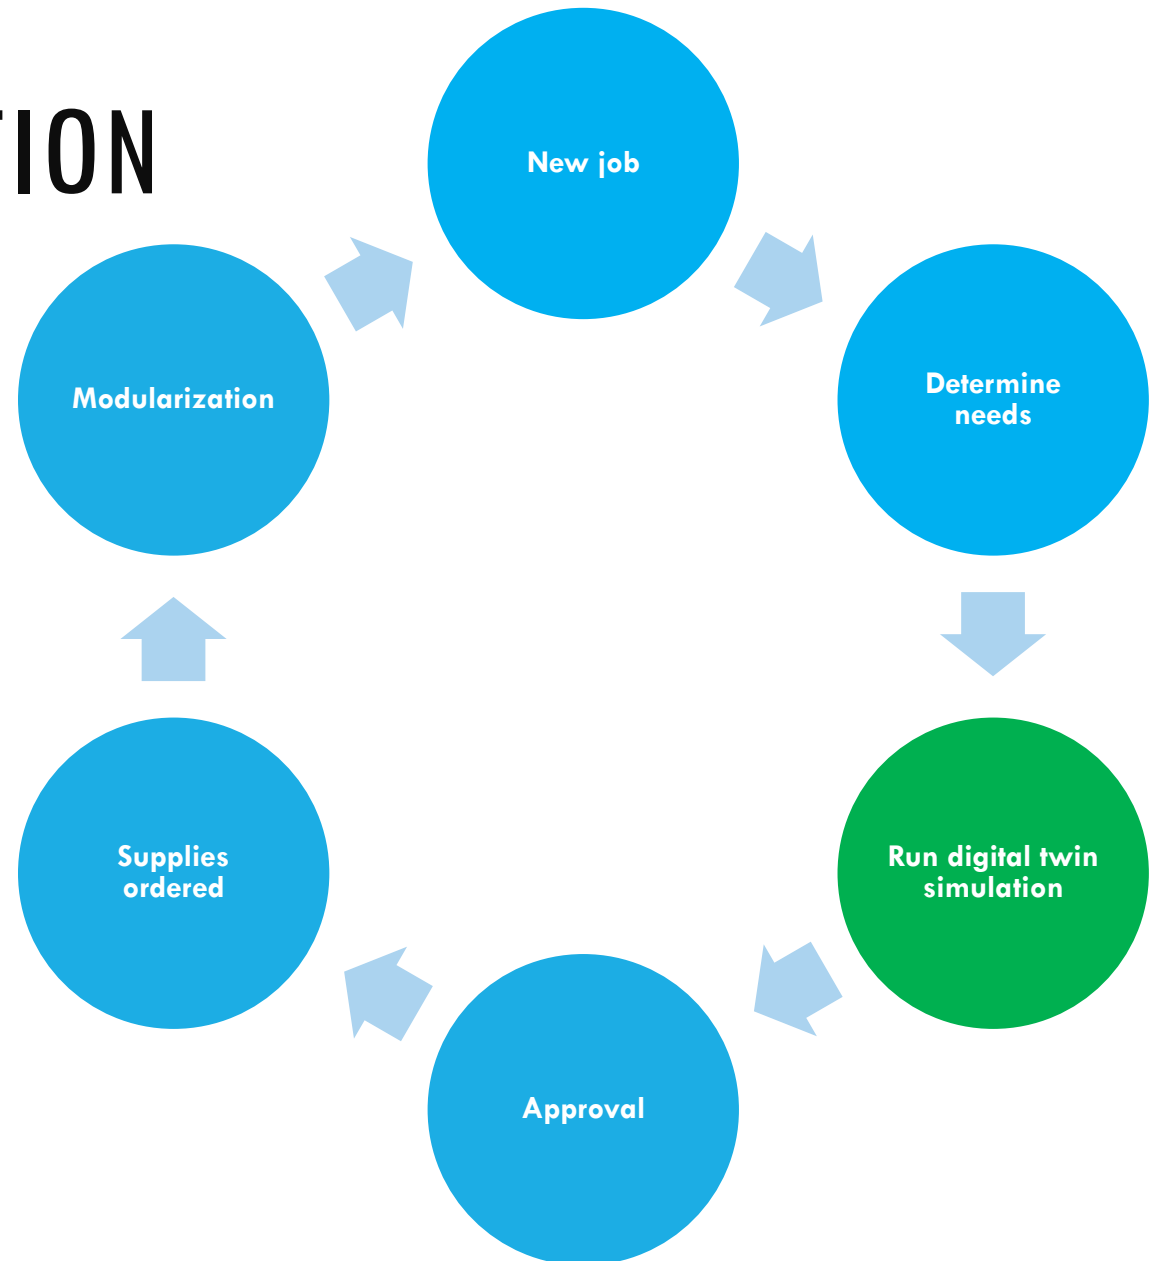 TION
New job
Determine
needs
Run digital twin
simulation
Approval
Supplies
ordered
Modularization